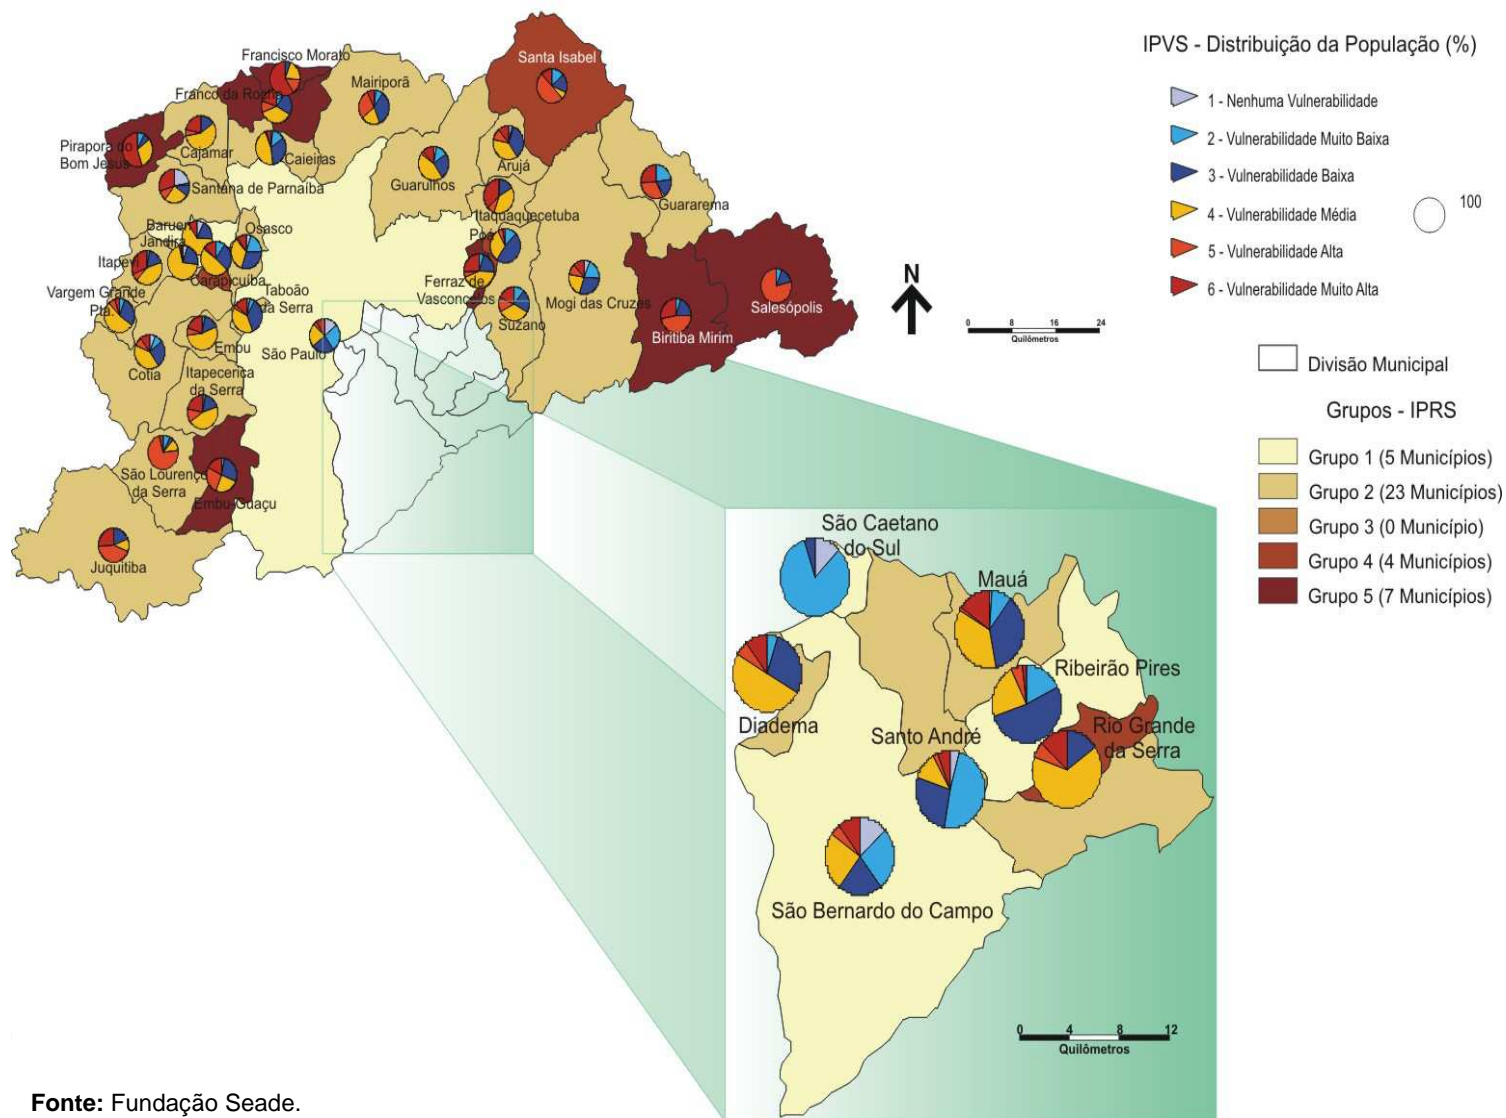 IPVS - Distribuição da População (%)
1 - Nenhuma Vulnerabilidade
2 - Vulnerabilidade Muito Baixa
3 - Vulnerabilidade Baixa
4 - Vulnerabilidade Média
5 - Vulnerabilidade Alta
6 - Vulnerabilidade Muito Alta
100
N
0 8 16 24
Quilômetros
Divisão Municipal
Grupos - IPRS
Grupo 1 (5 Municípios)
Grupo 2 (23 Municípios)
Grupo 3 (0 Município)
Grupo 4 (4 Municípios)
Grupo 5 (7 Municípios)
Francisco Morato
Santa Isabel
Mairiporã
Franco da Rocha
Pirapora do
Bom Jesus
Cajamar
Caieiras
Arujá
Guarulhos
Santana de Parnaíba
Guararema
Itaquaquecetuba
Barueri
Osasco
Jandira
Poá
Itapevi
Carapicuíba
Ferraz de
Vasconcelos
Mogi das Cruzes
Salesópolis
Vargem Grande
Pta.
Taboão
da Serra
Suzano
Biritiba Mirim
Embu
São Paulo
Cotia
Itapecerica
da Serra
São Lourenço
da Serra
Embu-Guaçu
Juquitiba
São Caetano
do Sul
Mauá
Ribeirão Pires
Diadema
Santo André
Rio Grande
da Serra
São Bernardo do Campo
0 4 8 12
Quilômetros
Fonte: Fundação Seade.